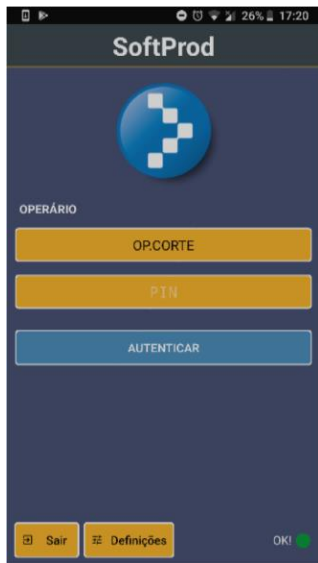 26% 17:20
SoftProd
OPERÁRIO
OP.CORTE
PIN
AUTENTICAR
Sair Definições OK!